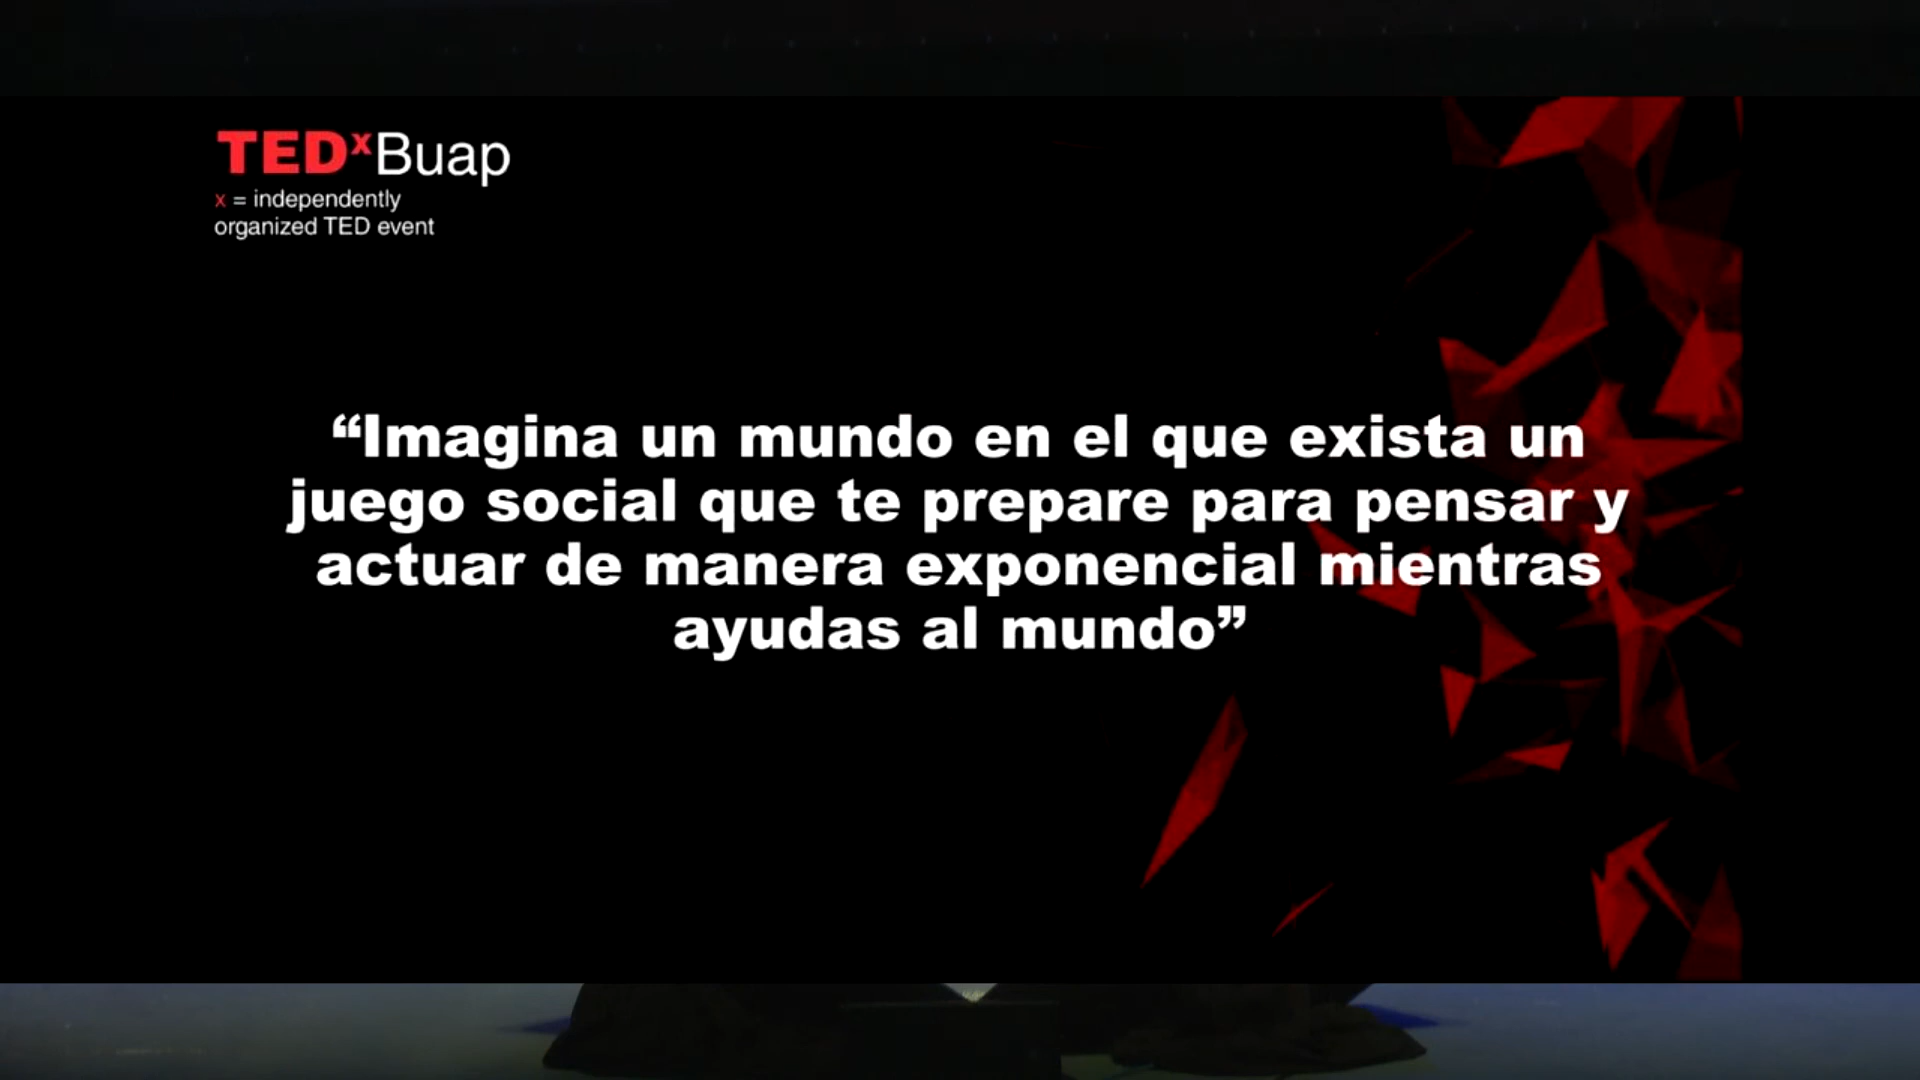 TEDxBuap
x = independently
organized TED event
“Imagina un mundo en el que exista un
juego social que te prepare para pensar y
actuar de manera exponencial mientras
ayudas al mundo”